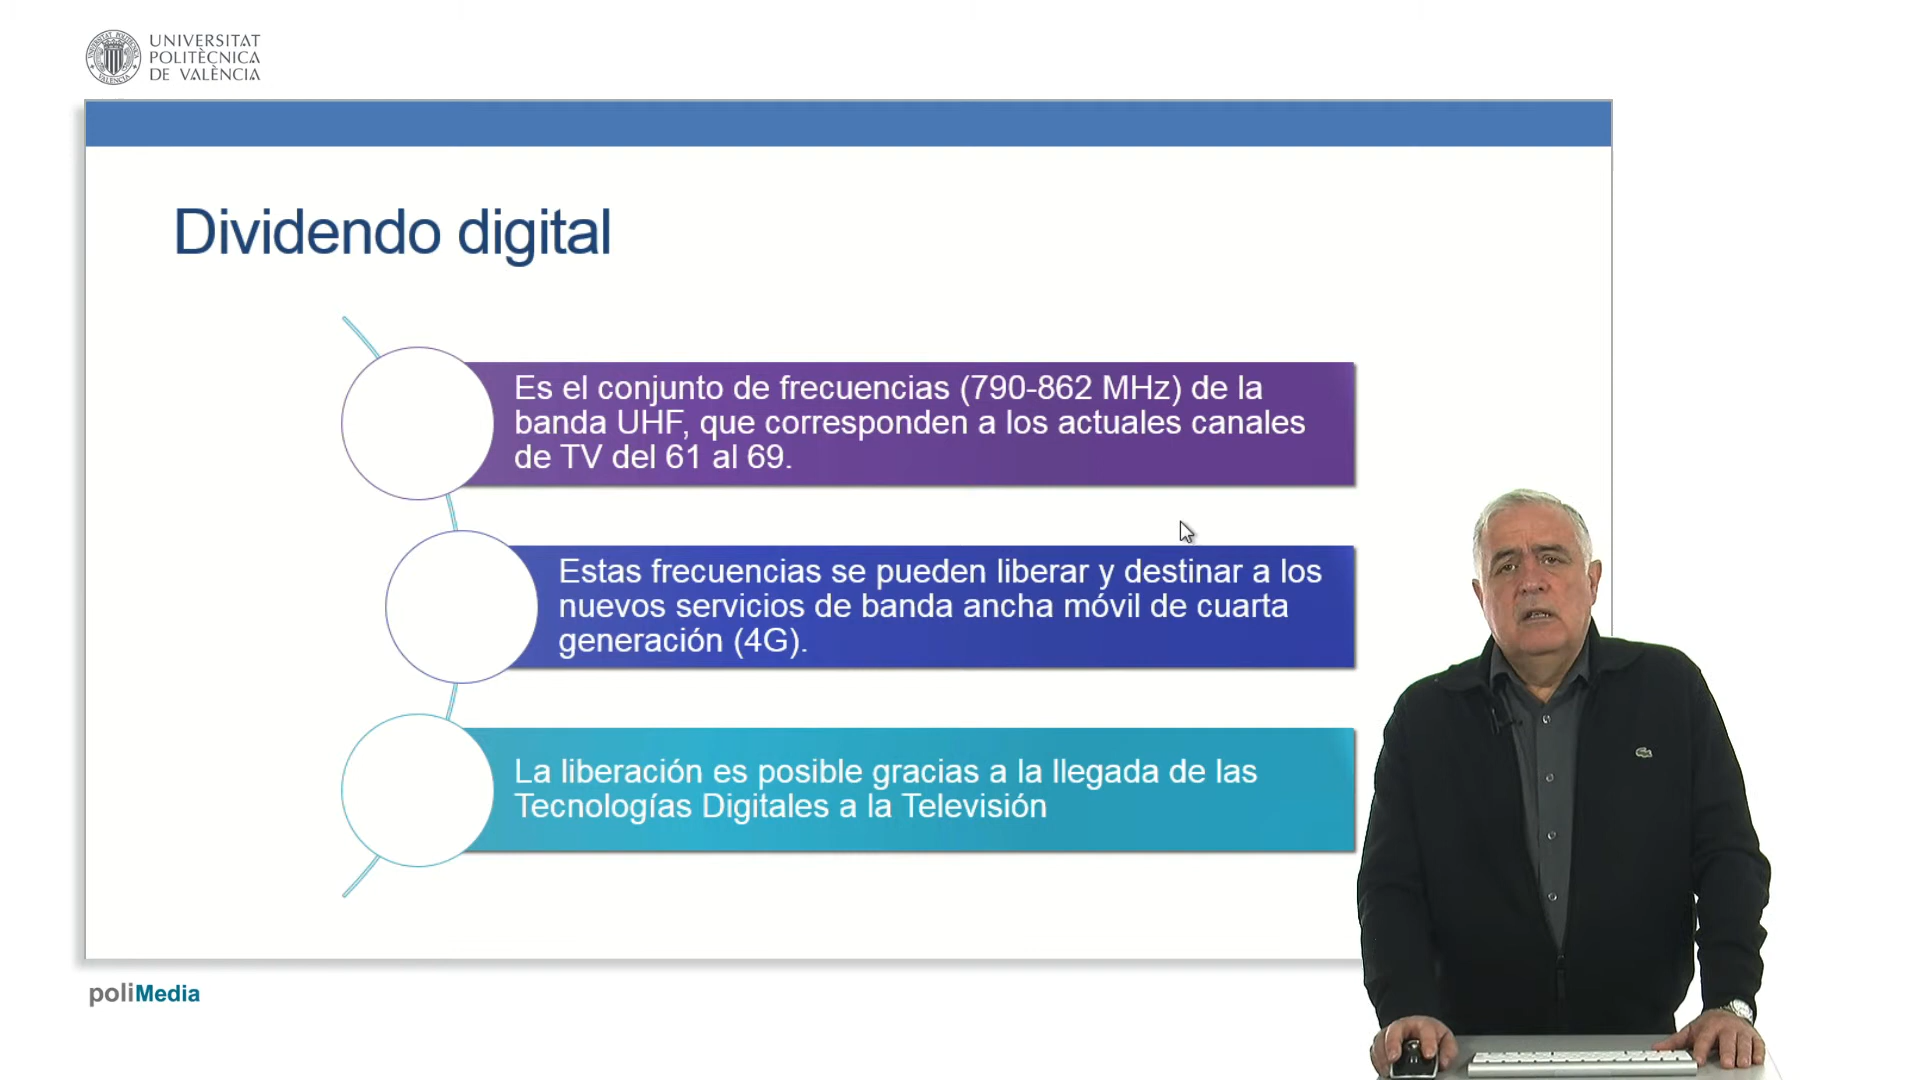 UNIVERSITAT
POLITÈCNICA
DE VALÈNCIA
Dividendo digital
Es el conjunto de frecuencias (790-862 MHz) de la
banda UHF, que corresponden a los actuales canales
de TV del 61 al 69.
Estas frecuencias se pueden liberar y destinar a los
nuevos servicios de banda ancha móvil de cuarta
generación (4G).
La liberación es posible gracias a la llegada de las
Tecnologías Digitales a la Televisión
poliMedia